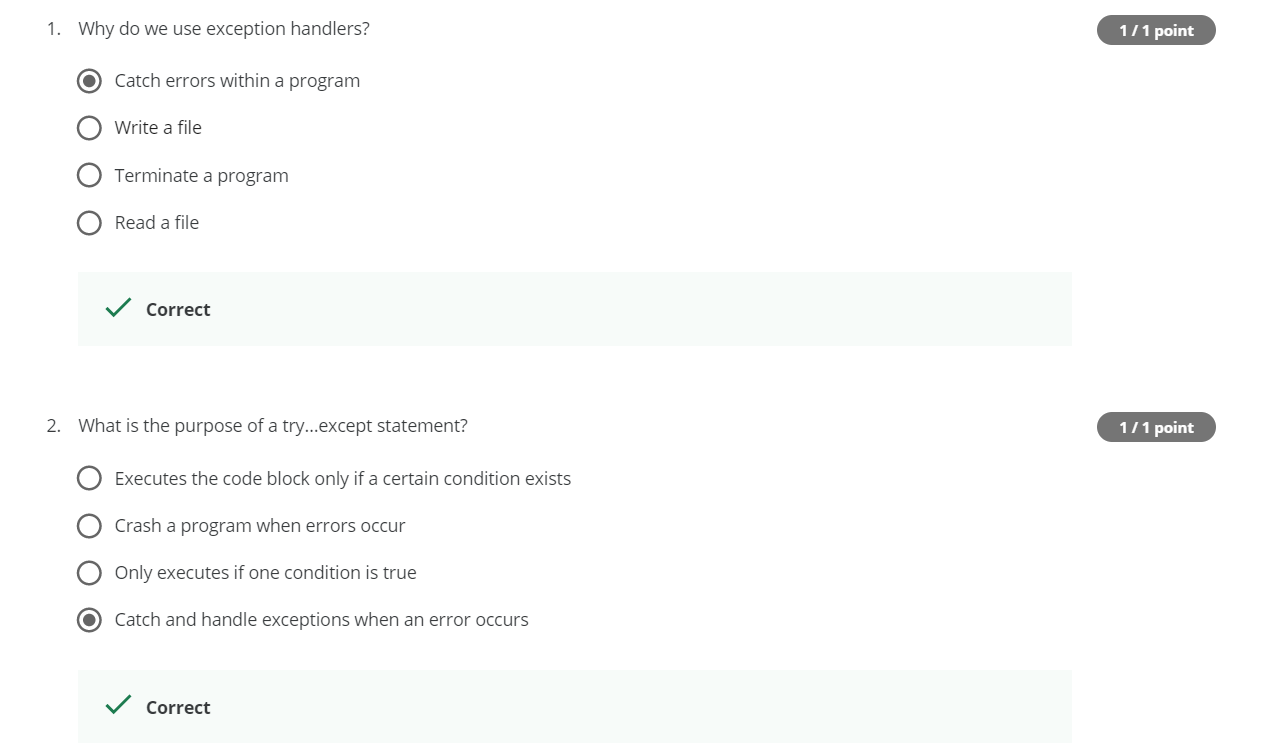 1. Why do we use exception handlers?
1 / 1 point
Catch errors within a program
Write a file
Terminate a program
Read a file
Correct
2. What is the purpose of a try...except statement?
1 / 1 point
Executes the code block only if a certain condition exists
Crash a program when errors occur
Only executes if one condition is true
Catch and handle exceptions when an error occurs
Correct